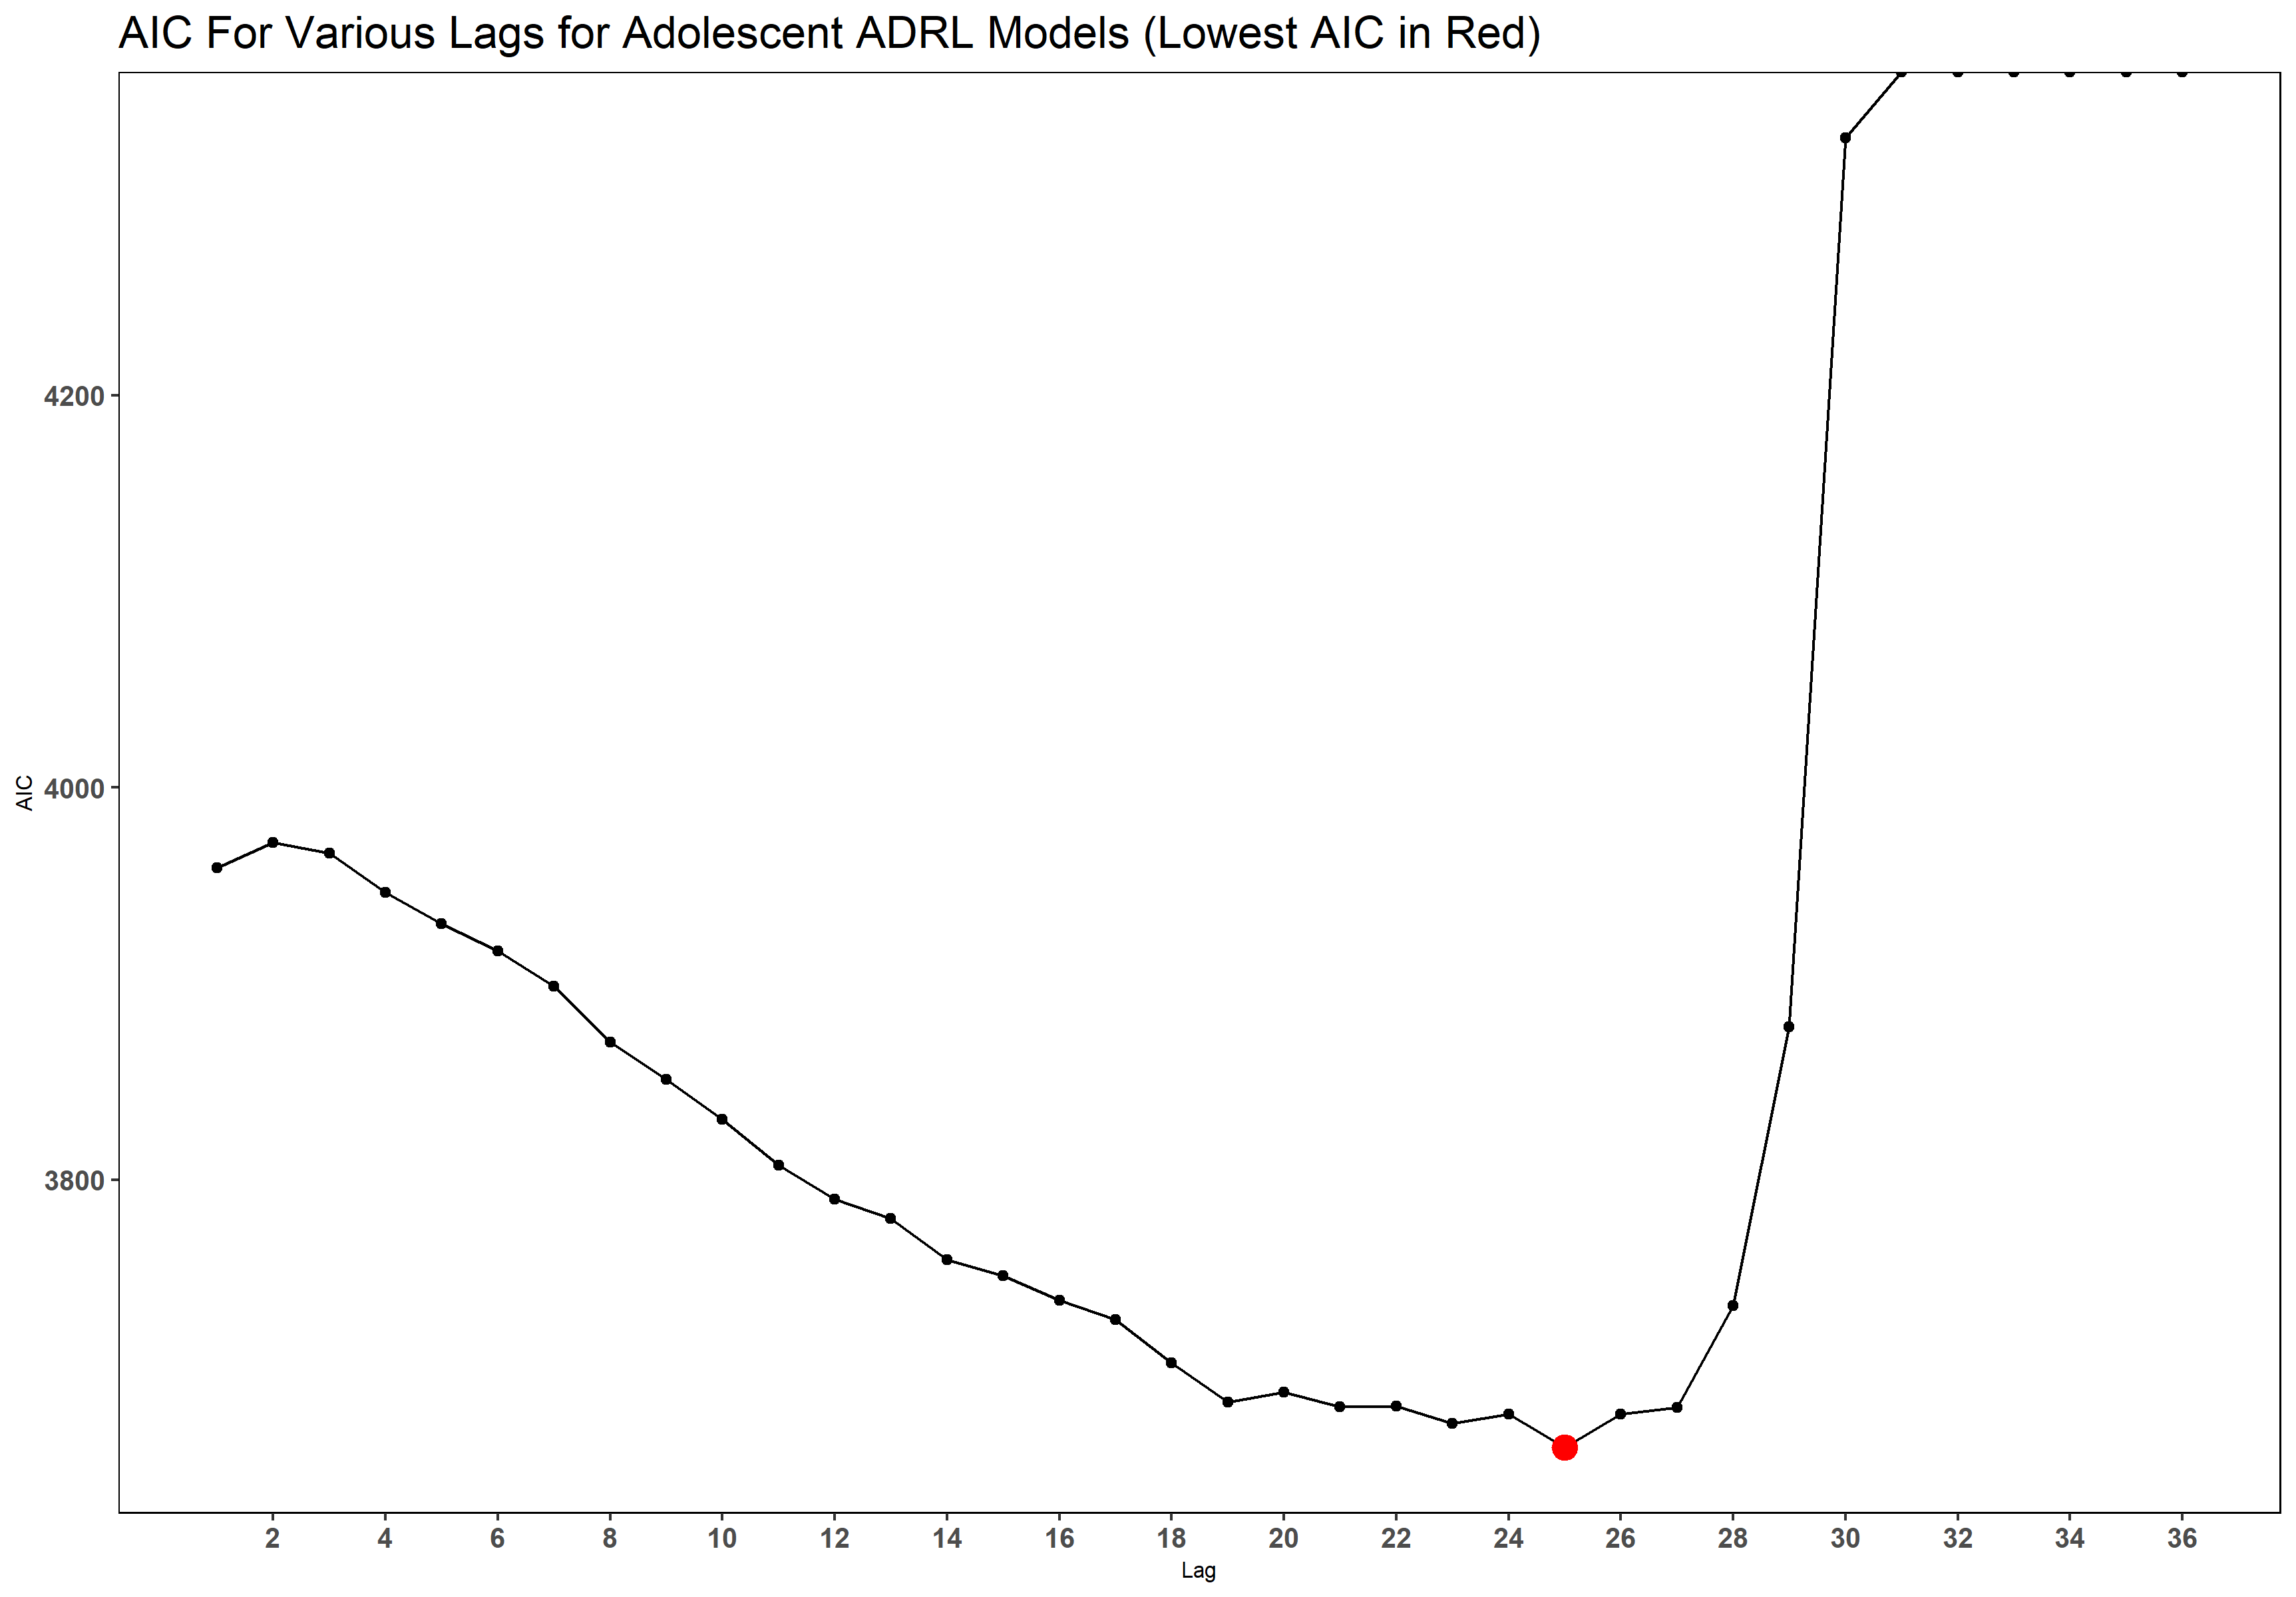 AIC For Various Lags for Adolescent ADRL Models (Lowest AIC in Red)
4200
4000
3800
AIC
2 4 6 8 10 12 14 16 18 20 22 24 26 28 30 32 34 36
Lag